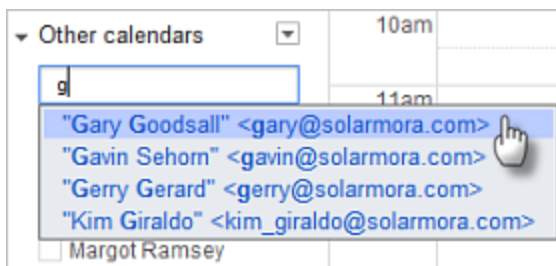 Other calendars
10am
g
11am
"Gary Goodsall" <gary@solarmora.com>
"Gavin Sehorn" <gavin@solarmora.com>
"Gerry Gerard" <gerry@solarmora.com>
"Kim Giraldo" <kim_giraldo@solarmora.com>
Margot Ramsey